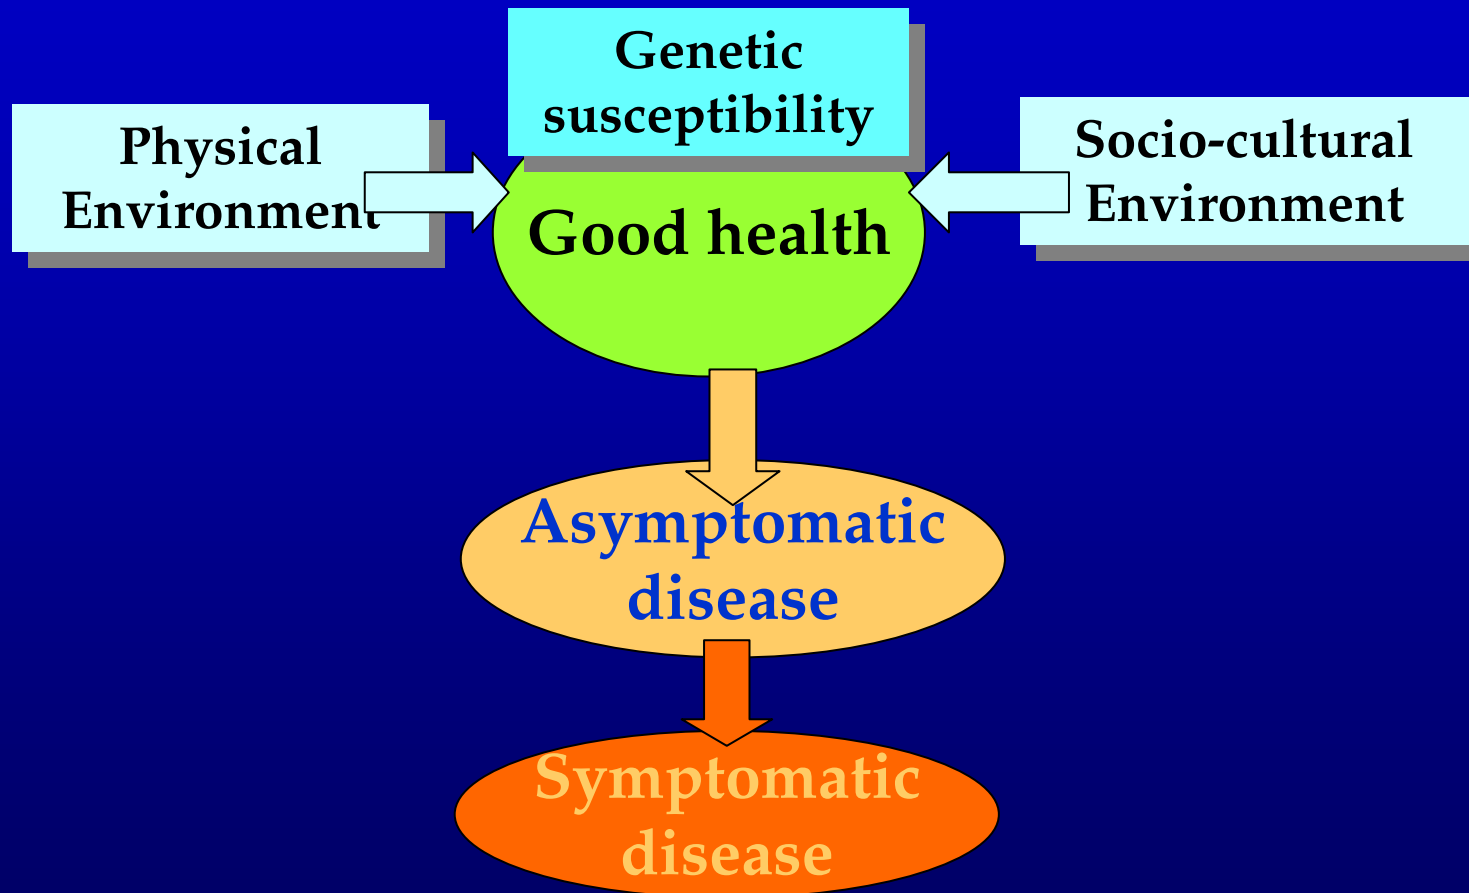 Genetic
susceptibility
Physical
Environment
Socio-cultural
Environment
Good health
Asymptomatic
disease
Symptomatic
disease